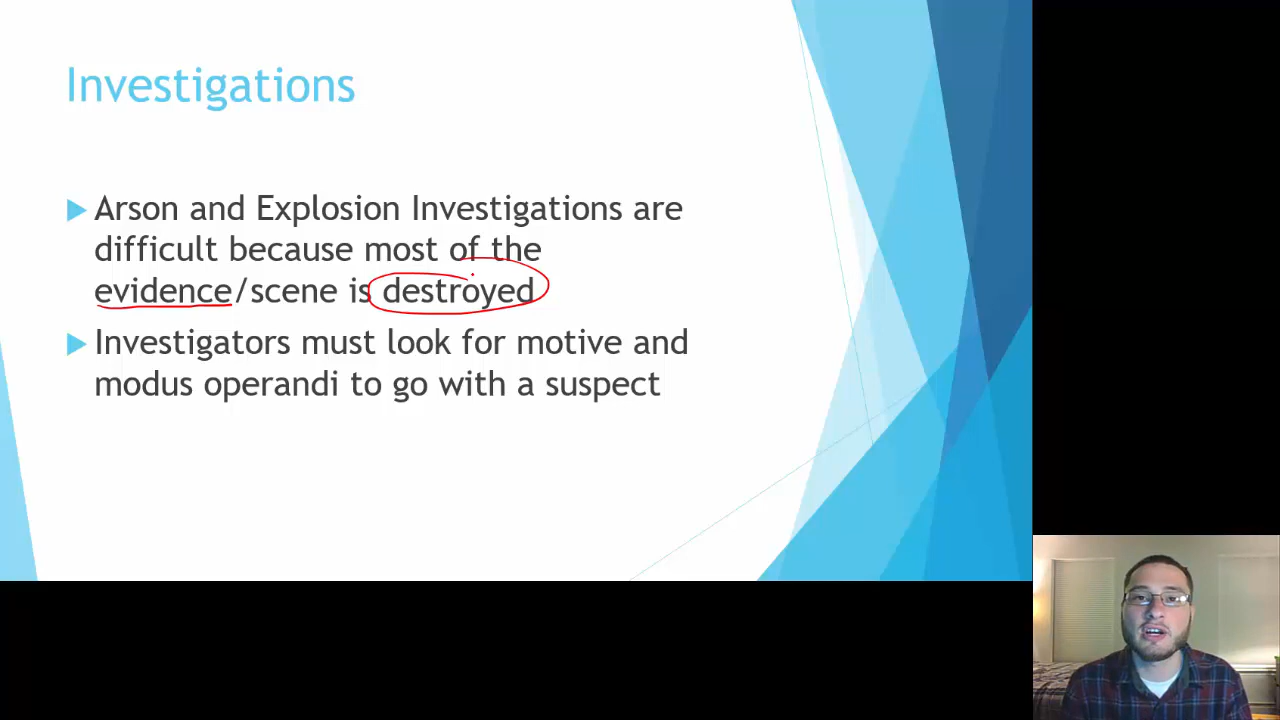 Investigations
Arson and Explosion Investigations are
difficult because most of the
evidence/scene is destroyed
Investigators must look for motive and
modus operandi to go with a suspect